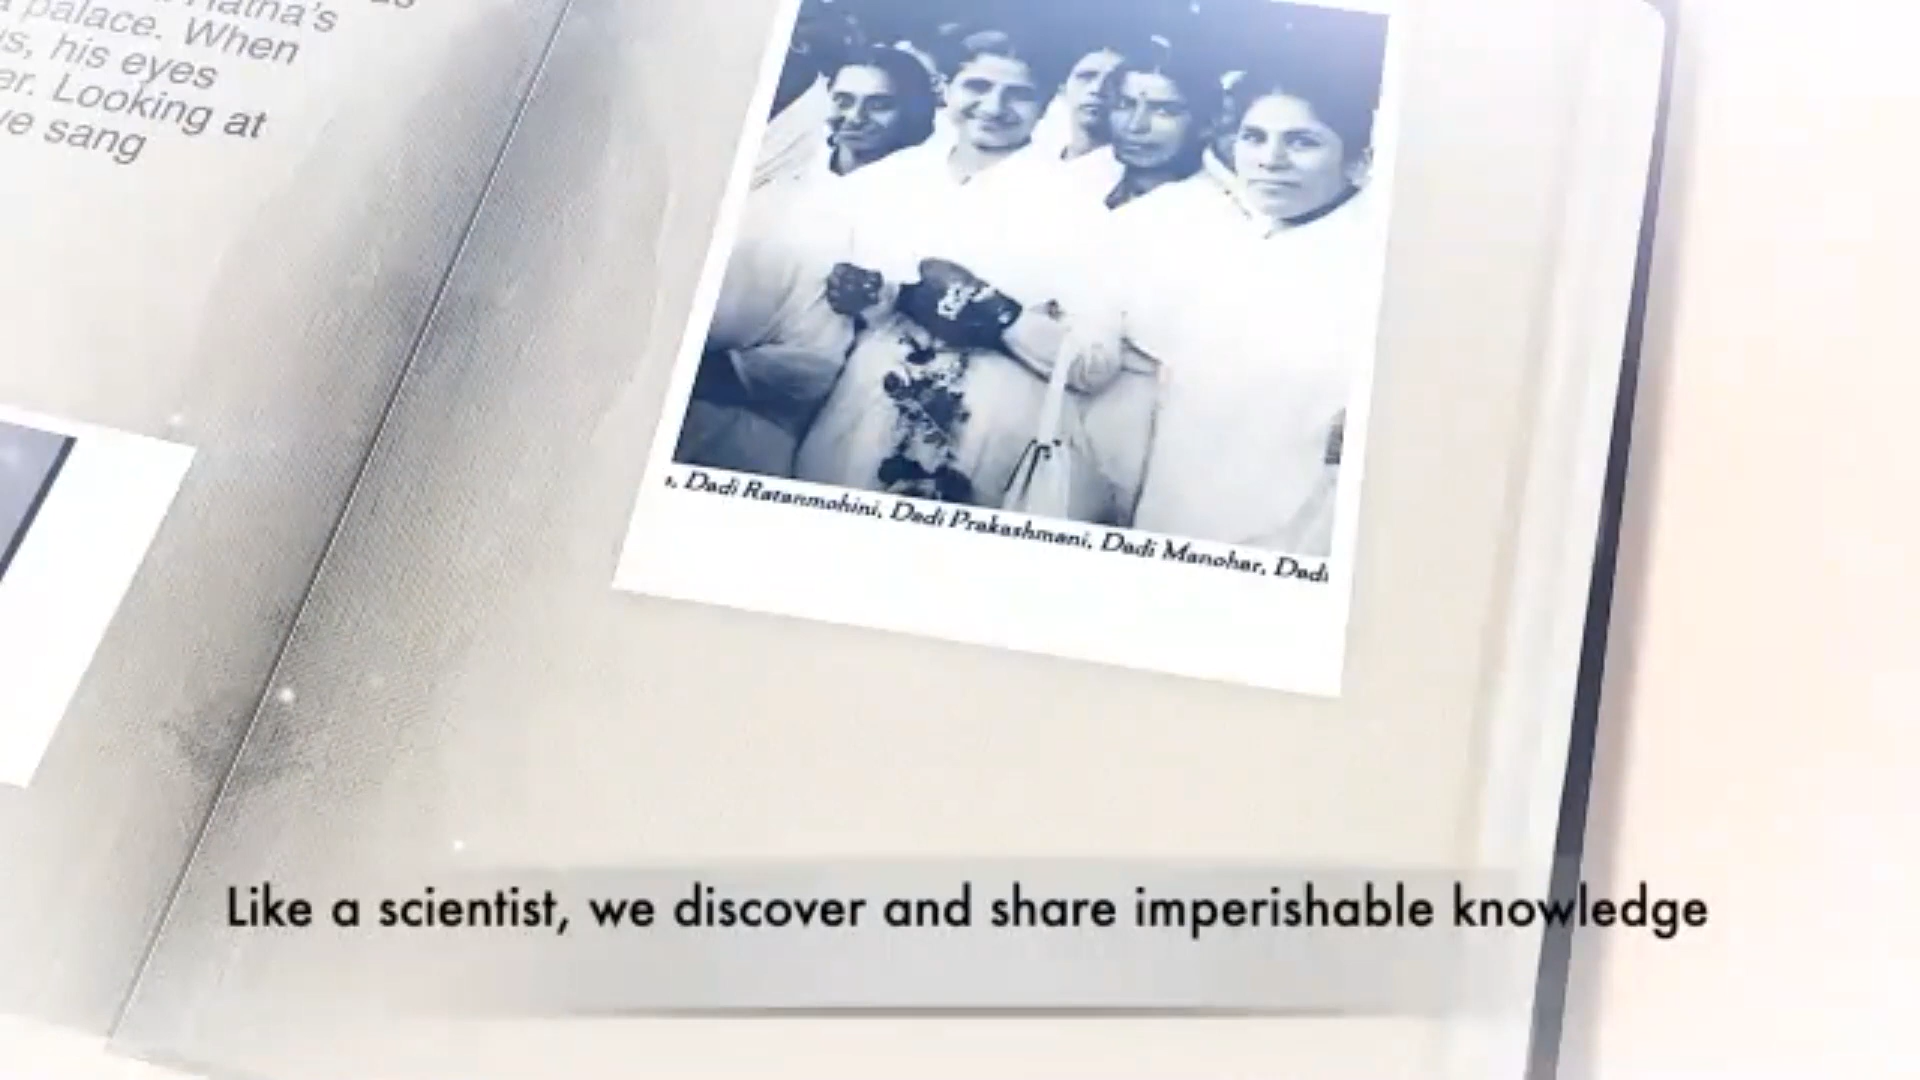 palace. When
his eyes
Looking at
sang
Dadi Ratanmohini, Dadi Prakashmani, Dadi Manohar, Dadi
Like a scientist, we discover and share imperishable knowledge